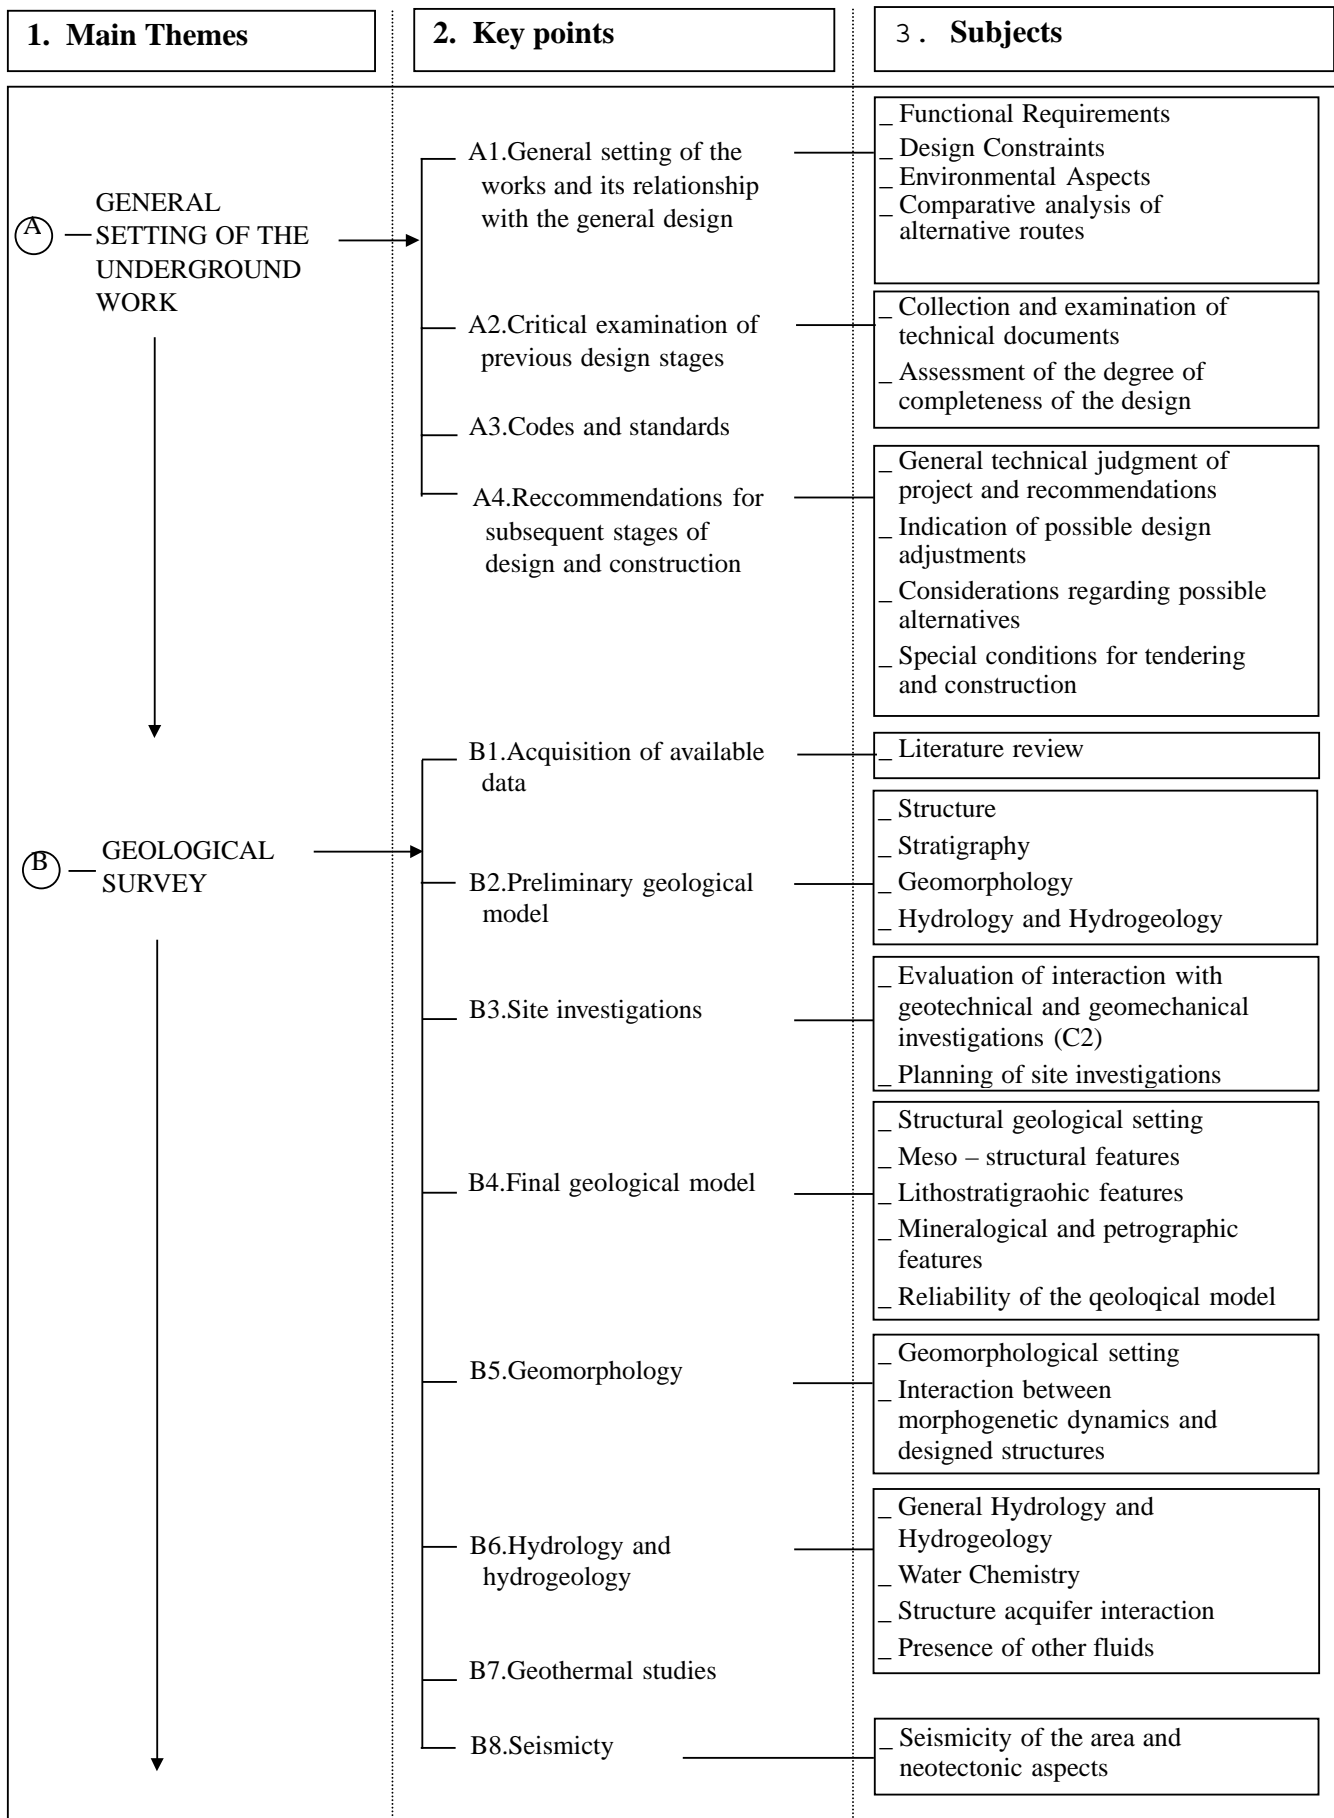 1. Main Themes
2. Key points
3. Subjects
A
GENERAL
SETTING OF THE
UNDERGROUND
WORK
A1.General setting of the
works and its relationship
with the general design
_ Functional Requirements
_ Design Constraints
_ Environmental Aspects
_ Comparative analysis of
alternative routes
A2.Critical examination of
previous design stages
_ Collection and examination of
technical documents
_ Assessment of the degree of
completeness of the design
A3.Codes and standards
A4.Reccommendations for
subsequent stages of
design and construction
_ General technical judgment of
project and recommendations
_ Indication of possible design
adjustments
_ Considerations regarding possible
alternatives
_ Special conditions for tendering
and construction
B
GEOLOGICAL
SURVEY
B1.Acquisition of available
data
_ Literature review
B2.Preliminary geological
model
_ Structure
_ Stratigraphy
_ Geomorphology
_ Hydrology and Hydrogeology
B3.Site investigations
_ Evaluation of interaction with
geotechnical and geomechanical
investigations (C2)
_ Planning of site investigations
B4.Final geological model
_ Structural geological setting
_ Meso – structural features
_ Lithostratigraohic features
_ Mineralogical and petrographic
features
_ Reliability of the qeoloqical model
B5.Geomorphology
_ Geomorphological setting
_ Interaction between
morphogenetic dynamics and
designed structures
B6.Hydrology and
hydrogeology
_ General Hydrology and
Hydrogeology
_ Water Chemistry
_ Structure acquifer interaction
_ Presence of other fluids
B7.Geothermal studies
B8.Seismicty
_ Seismicity of the area and
neotectonic aspects